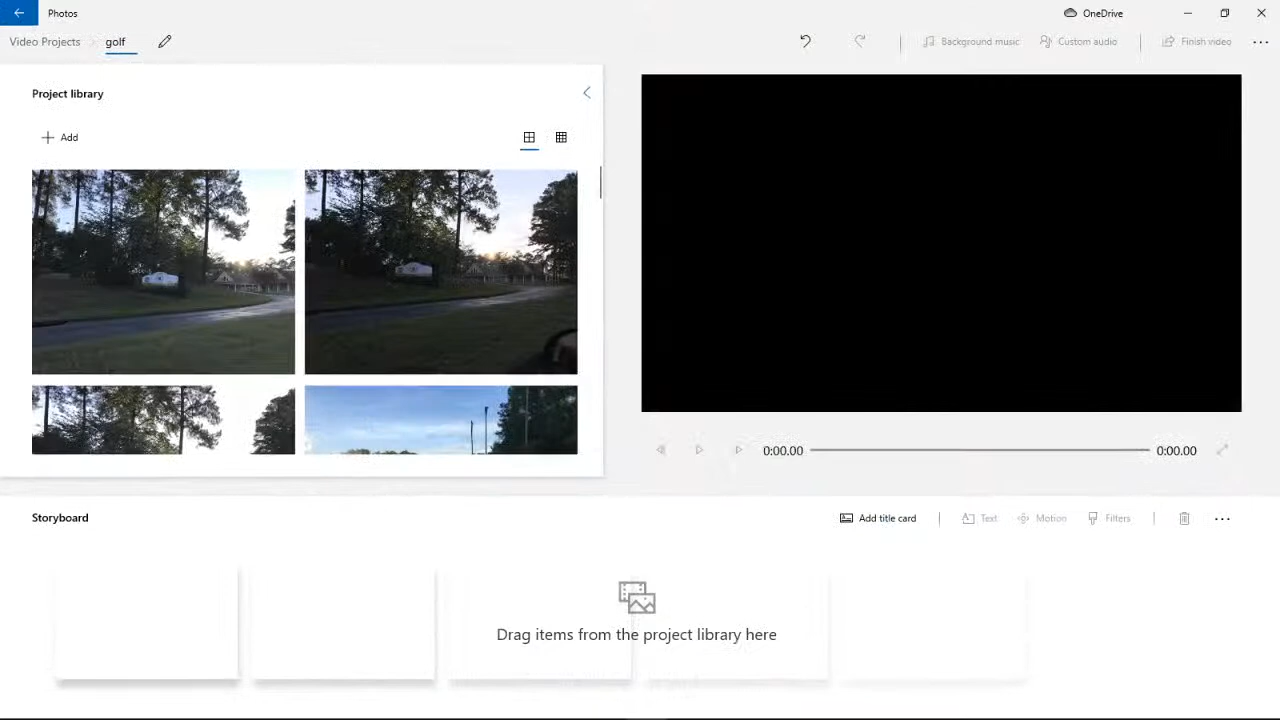 Photos
OneDrive
Video Projects
golf
Background music
Custom audio
Finish video
Project library
Add
0:00.00
0:00.00
Storyboard
Add title card
Text
Motion
Filters
Drag items from the project library here